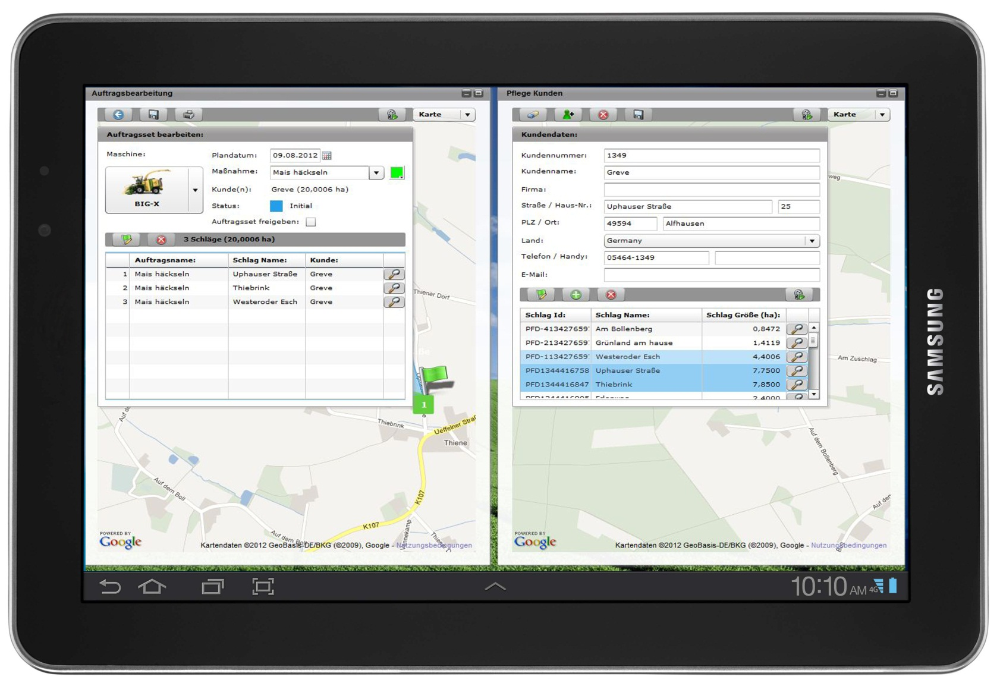 Auftragsbearbeitung
Karte
Auftragsset bearbeiten:
Maschine:
BIG-X
Plandatum: 09.08.2012
Maßnahme: Mais häckseln
Kunde(n): Greve (20,0006 ha)
Status: Initial
Auftragsset freigeben:
3 Schläge (20,0006 ha)
Auftragsname: Schlag Name: Kunde:
1 Mais häckseln Uphauser Straße Greve
2 Mais häckseln Thiebrink Greve
3 Mais häckseln Westeroder Esch Greve
Thiener Dorf
1
Thiebrink
Ueffelner Straß
Thiene
Auf de
Auf dem Boll
K107
K107
Auf dem Boll
Thiene
POWERED BY
Google
Kartendaten ©2012 GeoBasis-DE/BKG (©2009), Google - Nutzungsbedingungen
Pflege Kunden
Karte
Kundendaten:
Kundennummer: 1349
Kundenname: Greve
Firma:
Straße / Haus-Nr.: Uphauser Straße 25
PLZ / Ort: 49594 Alfhausen
Land: Germany
Telefon / Handy: 05464-1349
E-Mail:
Schlag Id: Schlag Name: Schlag Größe (ha):
PFD-413427659 Am Bollenberg 0,8472
PFD-213427659 Grünland am hause 1,4119
PFD-113427659 Westeroder Esch 4,4006
PFD1344416758 Uphauser Straße 7,7500
PFD1344416847 Thiebrink 7,8500
2,4000
weg
Am Zuschlag
Auf dem Bollenberg
Auf der
POWERED BY
Google
Kartendaten ©2012 GeoBasis-DE/BKG (©2009), Google - Nutzungsbedingungen
10:10 AM 4G
SAMSUNG